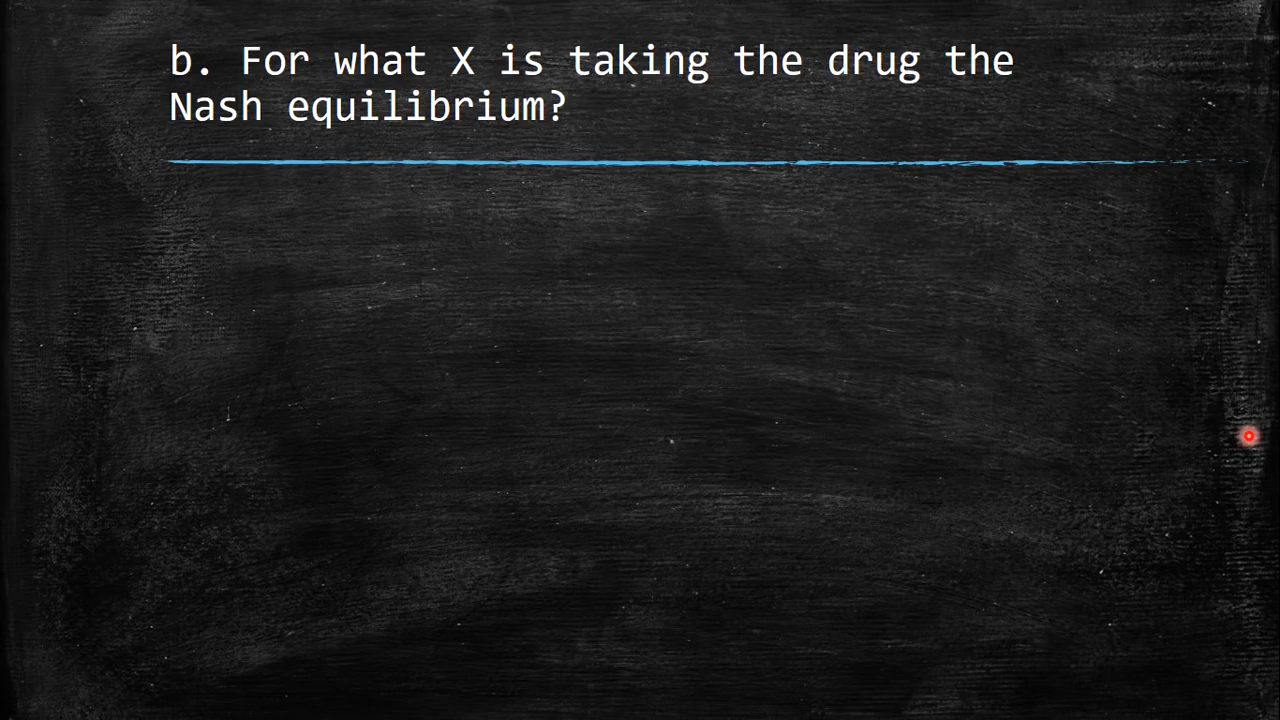 b. For what X is taking the drug the
Nash equilibrium?